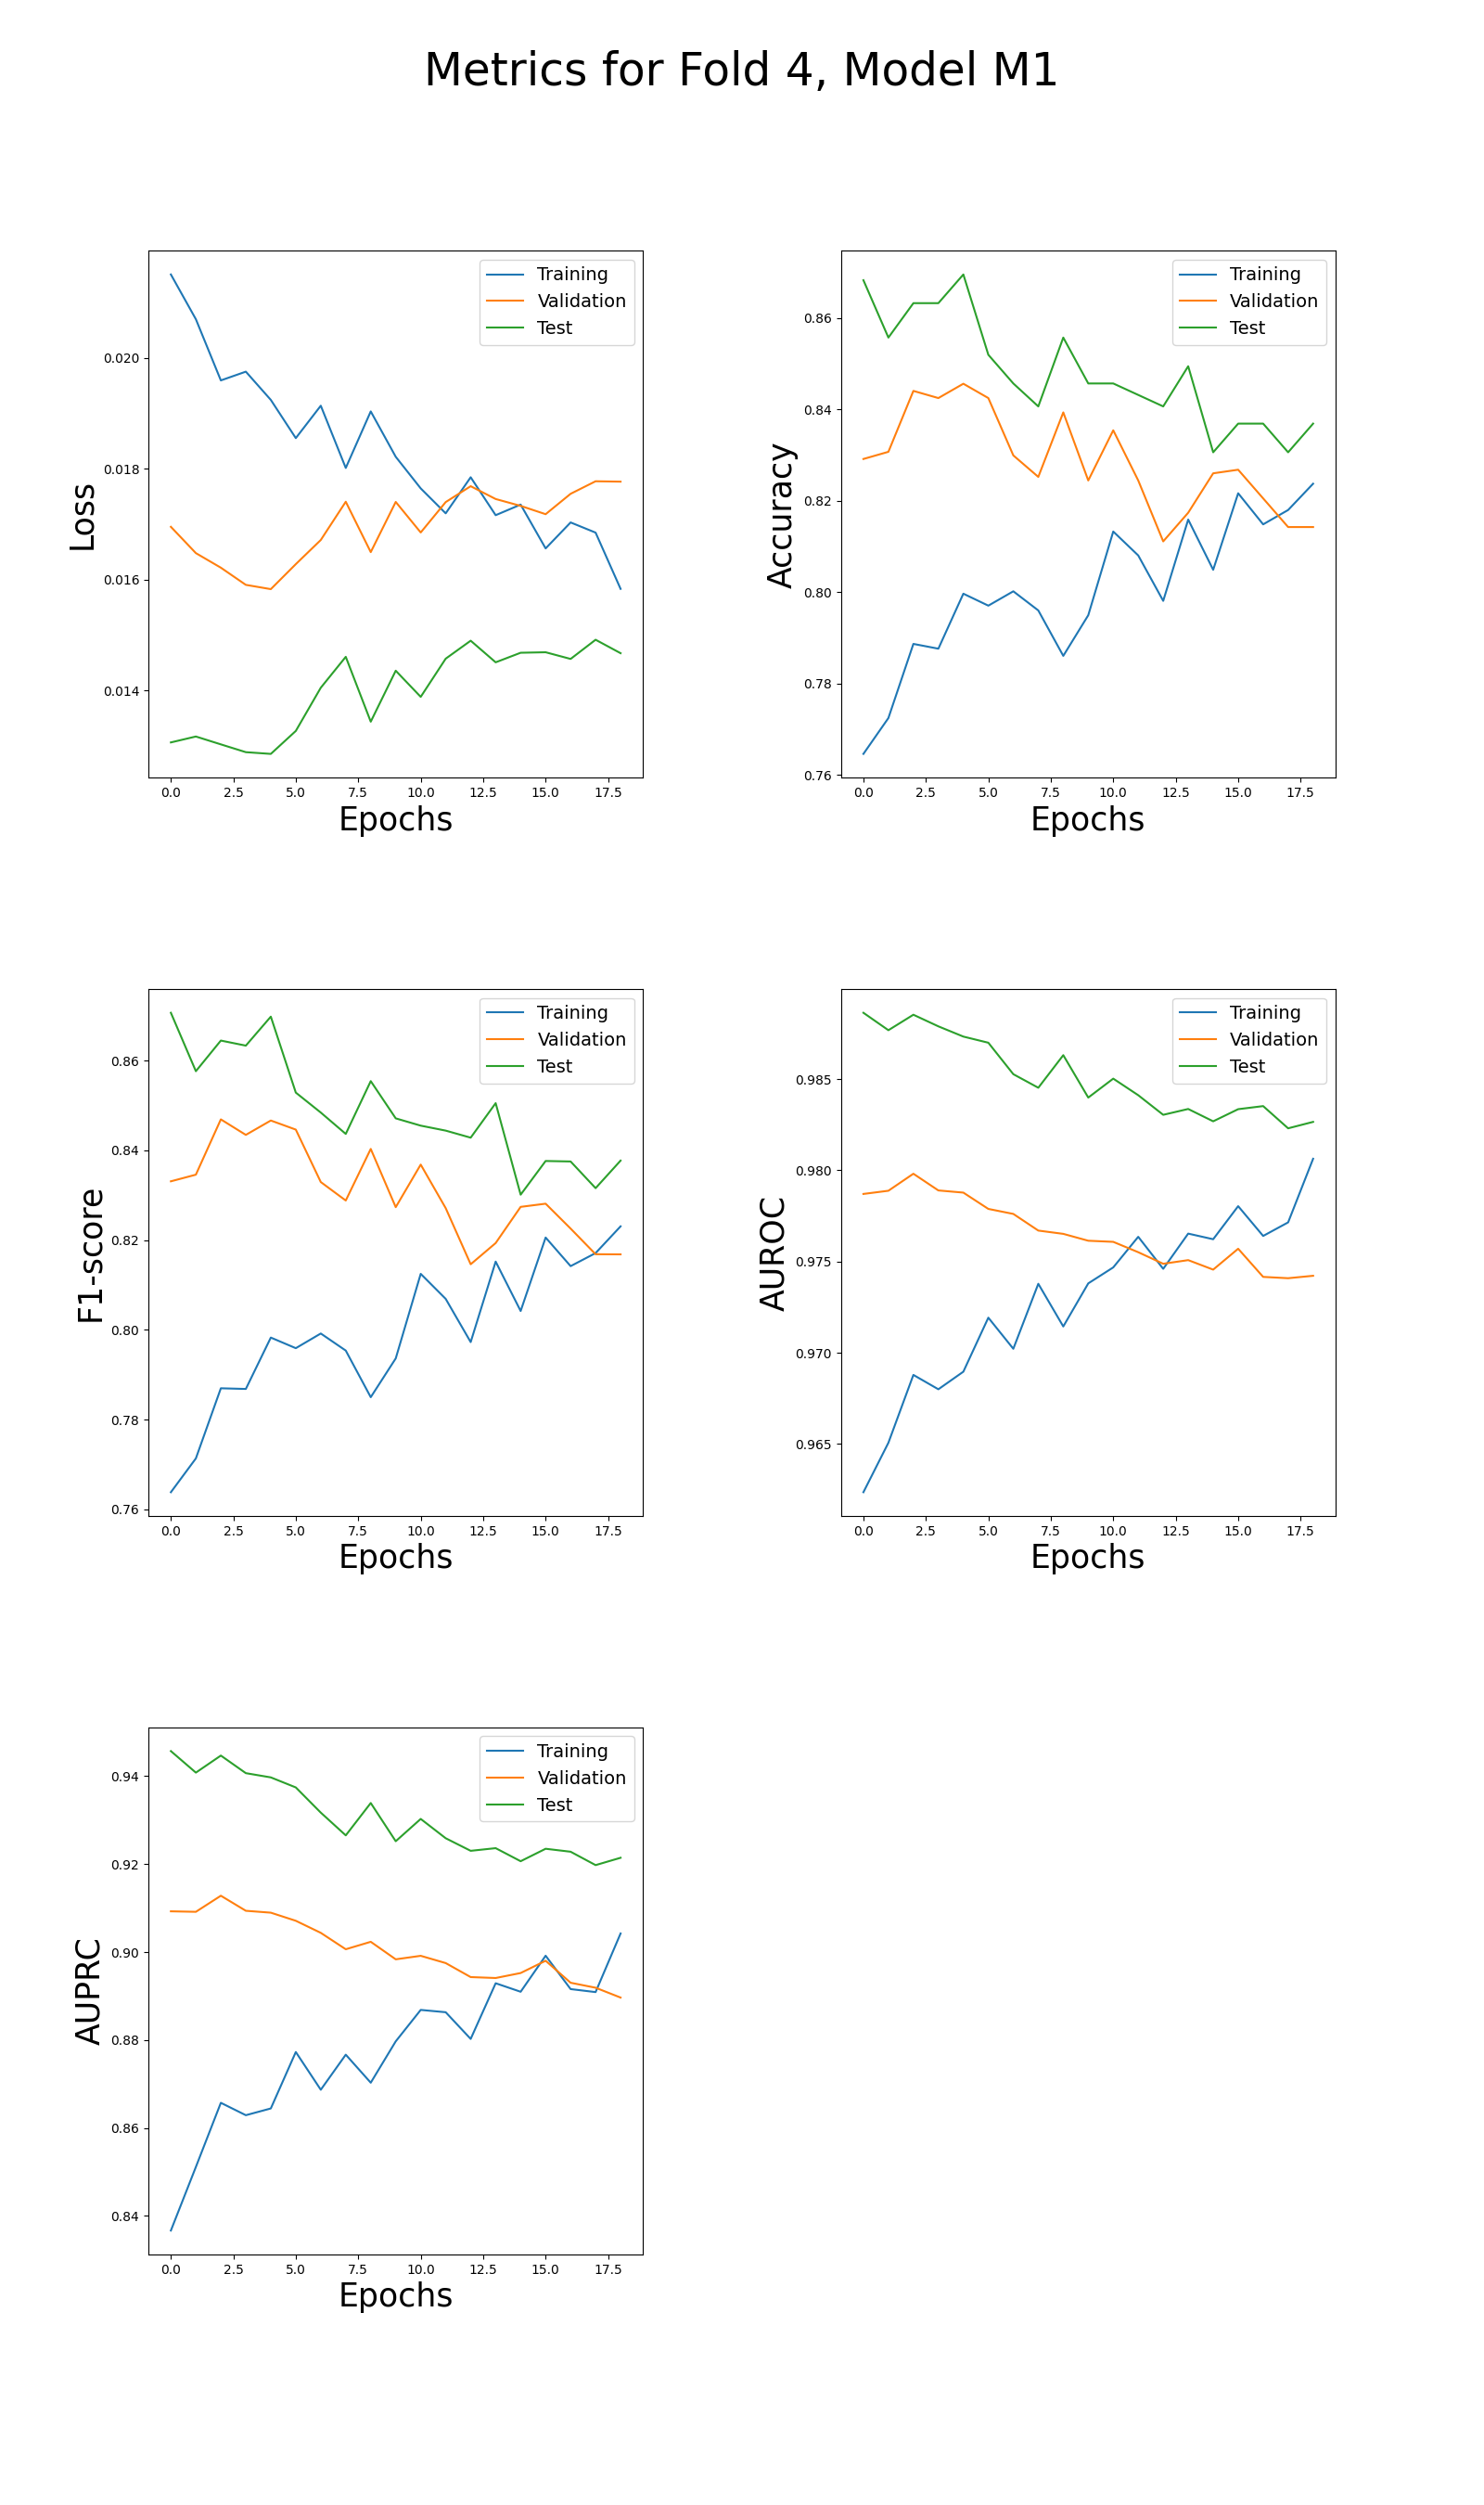 Metrics for Fold 4, Model M1
Loss
0.020
0.018
0.016
0.014
Training
Validation
Test
0.0 2.5 5.0 7.5 10.0 12.5 15.0 17.5
Epochs
Accuracy
0.86
0.84
0.82
0.80
0.78
0.76
Training
Validation
Test
0.0 2.5 5.0 7.5 10.0 12.5 15.0 17.5
Epochs
F1-score
0.86
0.84
0.82
0.80
0.78
0.76
Training
Validation
Test
0.0 2.5 5.0 7.5 10.0 12.5 15.0 17.5
Epochs
AUROC
0.985
0.980
0.975
0.970
0.965
Training
Validation
Test
0.0 2.5 5.0 7.5 10.0 12.5 15.0 17.5
Epochs
AUPRC
0.94
0.92
0.90
0.88
0.86
0.84
Training
Validation
Test
0.0 2.5 5.0 7.5 10.0 12.5 15.0 17.5
Epochs